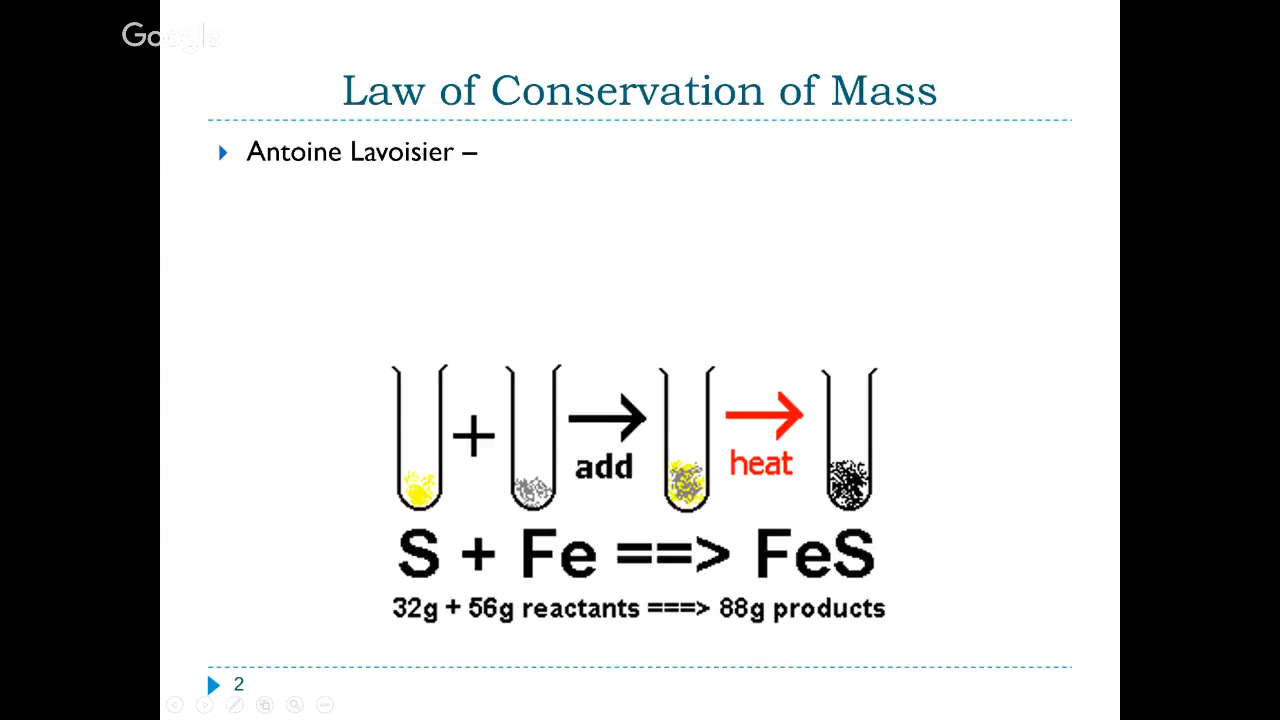 Google
Law of Conservation of Mass
Antoine Lavoisier –
+
add
heat
S + Fe ==> FeS
32g + 56g reactants ===> 88g products
2